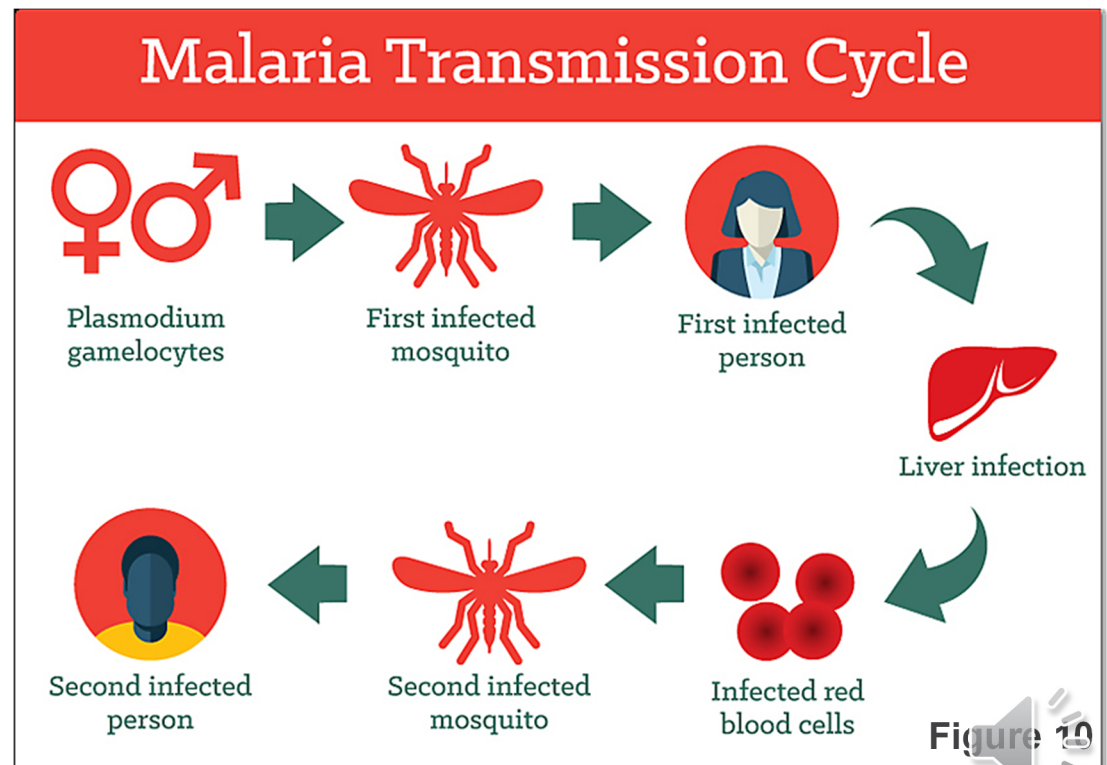 Malaria Transmission Cycle
Plasmodium
gamelocytes
First infected
mosquito
First infected
person
Liver infection
Second infected
person
Second infected
mosquito
Infected red
blood cells
Figure 10